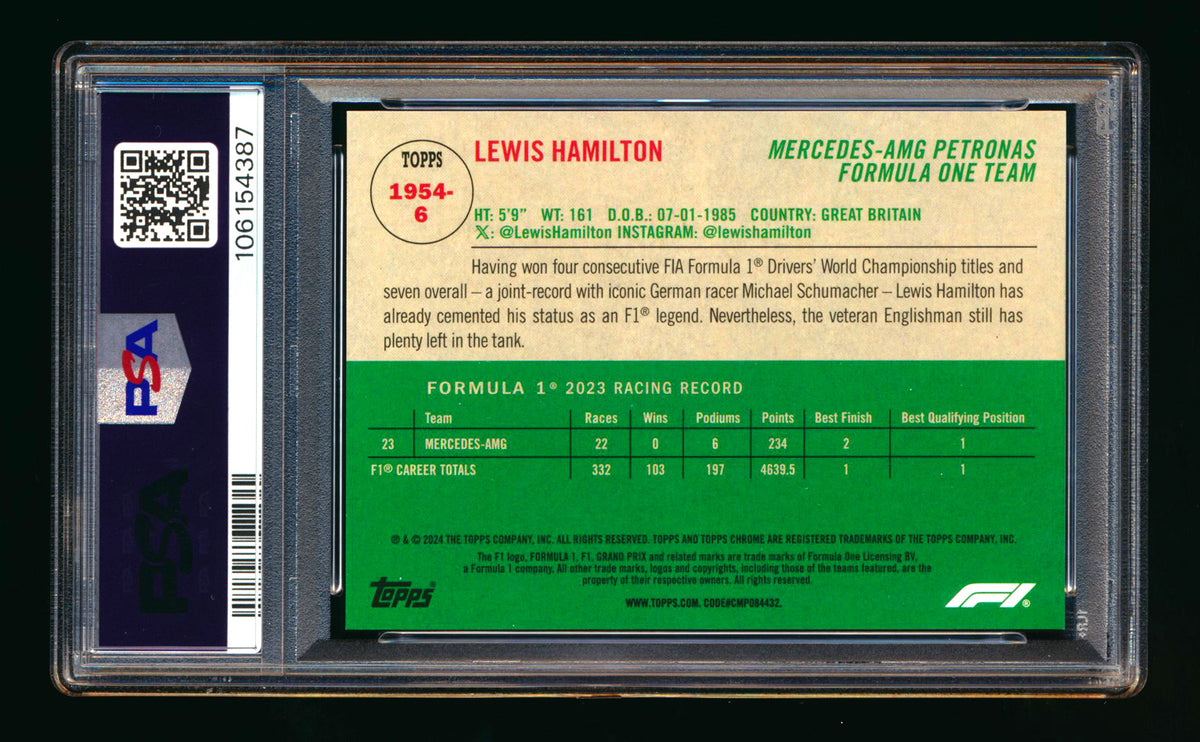 106154387
PSA
PSA
TOPPS
1954-
6
LEWIS HAMILTON
MERCEDES-AMG PETRONAS
FORMULA ONE TEAM
HT: 5'9" WT: 161 D.O.B.: 07-01-1985 COUNTRY: GREAT BRITAIN
𝕏: @LewisHamilton INSTAGRAM: @lewishamilton
Having won four consecutive FIA Formula 1® Drivers' World Championship titles and
seven overall – a joint-record with iconic German racer Michael Schumacher – Lewis Hamilton has
already cemented his status as an F1® legend. Nevertheless, the veteran Englishman still has
plenty left in the tank.
FORMULA 1® 2023 RACING RECORD
Team Races Wins Podiums Points Best Finish Best Qualifying Position
23 MERCEDES-AMG 22 0 6 234 2 1
F1® CAREER TOTALS 332 103 197 4639.5 1 1
℗ & © 2024 THE TOPPS COMPANY, INC. ALL RIGHTS RESERVED. TOPPS AND TOPPS CHROME ARE REGISTERED TRADEMARKS OF THE TOPPS COMPANY, INC.
The F1 logo, FORMULA 1, F1, GRAND PRIX and related marks are trade marks of Formula One Licensing BV,
a Formula 1 company. All other trade marks, logos and copyrights, including those of the teams featured, are the
property of their respective owners. All rights reserved.
Topps®
WWW.TOPPS.COM. CODE#CMP084432.
F1®